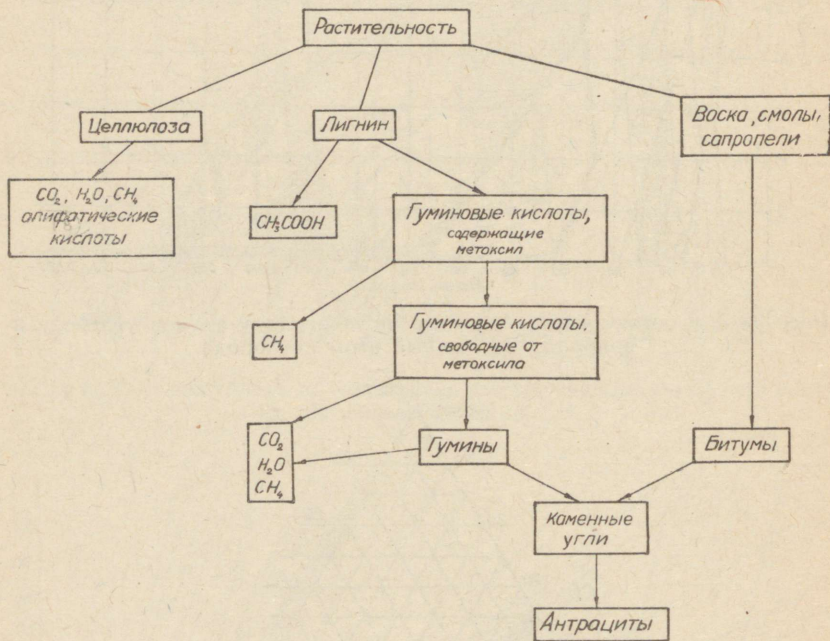 Растительность
Целлюлоза
Лигнин
Воска, смолы,
сапропели
CO₂, H₂O, CH₄
алифатические
кислоты
CH₃COOH
Гуминовые кислоты,
содержащие
метоксил
CH₄
Гуминовые кислоты.
свободные от
метоксила
CO₂
H₂O
CH₄
Гумины
Битумы
Каменные
угли
Антрациты